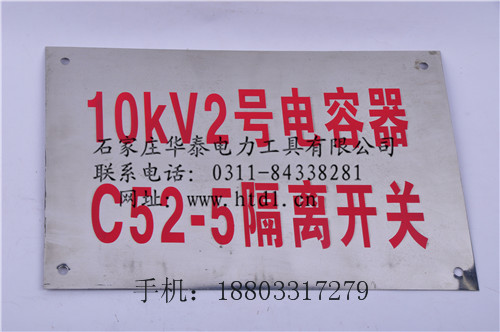 10kV2号电容器
石家庄华泰电力工具有限公司
联系电话: 0311-84338281
网址: www.htdl.cn
C52-5隔离开关
手机: 18803317279